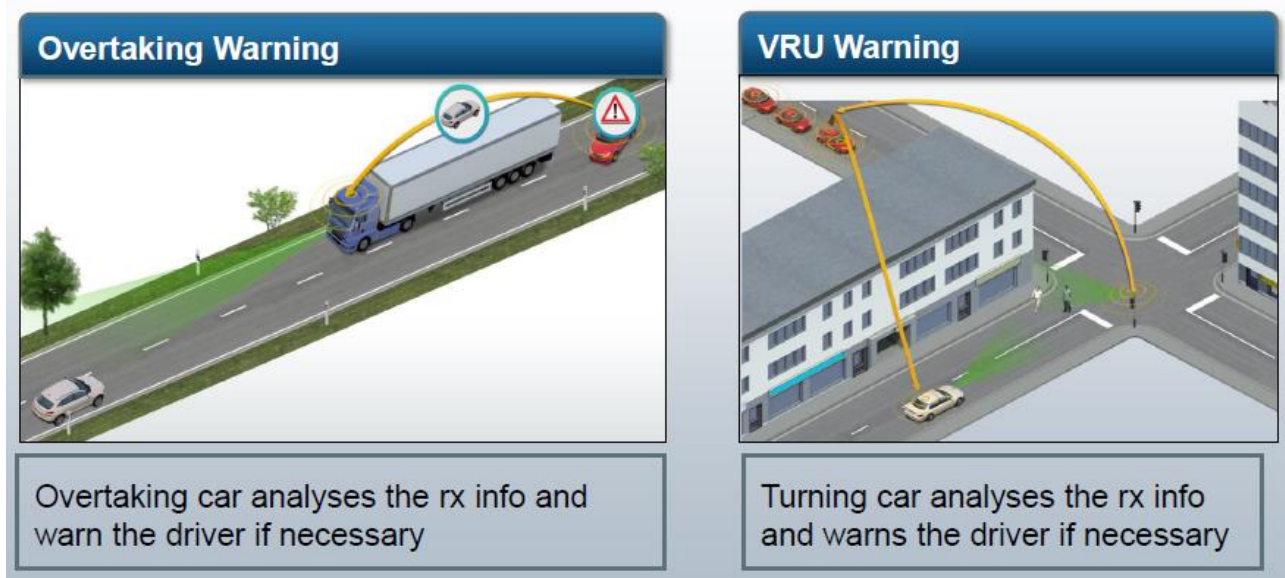 Overtaking Warning
VRU Warning
Overtaking car analyses the rx info and
warn the driver if necessary
Turning car analyses the rx info
and warns the driver if necessary